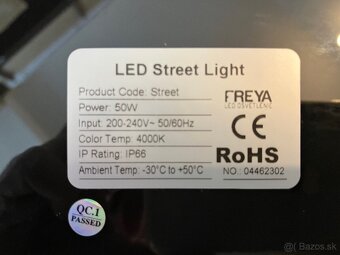 LED Street Light
Product Code: Street
Power: 50W
Input: 200-240V~ 50/60Hz
Color Temp: 4000K
IP Rating: IP66
Ambient Temp: -30°C to +50°C
FREYA
LED OSVETLENIE
CE
RoHS
NO.: 04462302
QC.1
PASSED
Bazos.sk